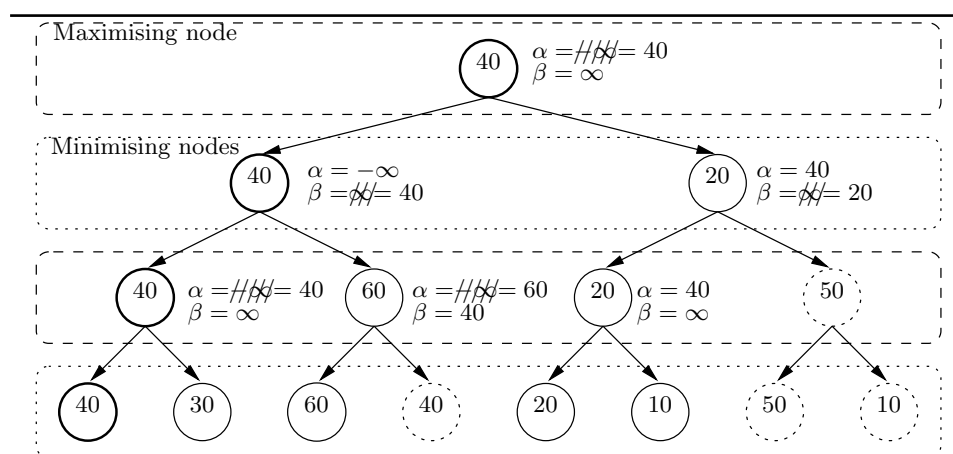 Maximising node
40
α = −∞ = 40
β = ∞
Minimising nodes
40
α = −∞
β = ∞ = 40
20
α = 40
β = ∞ = 20
40
α = −∞ = 40
β = ∞
60
α = −∞ = 60
β = 40
20
α = 40
β = ∞
50
40
30
60
40
20
10
50
10